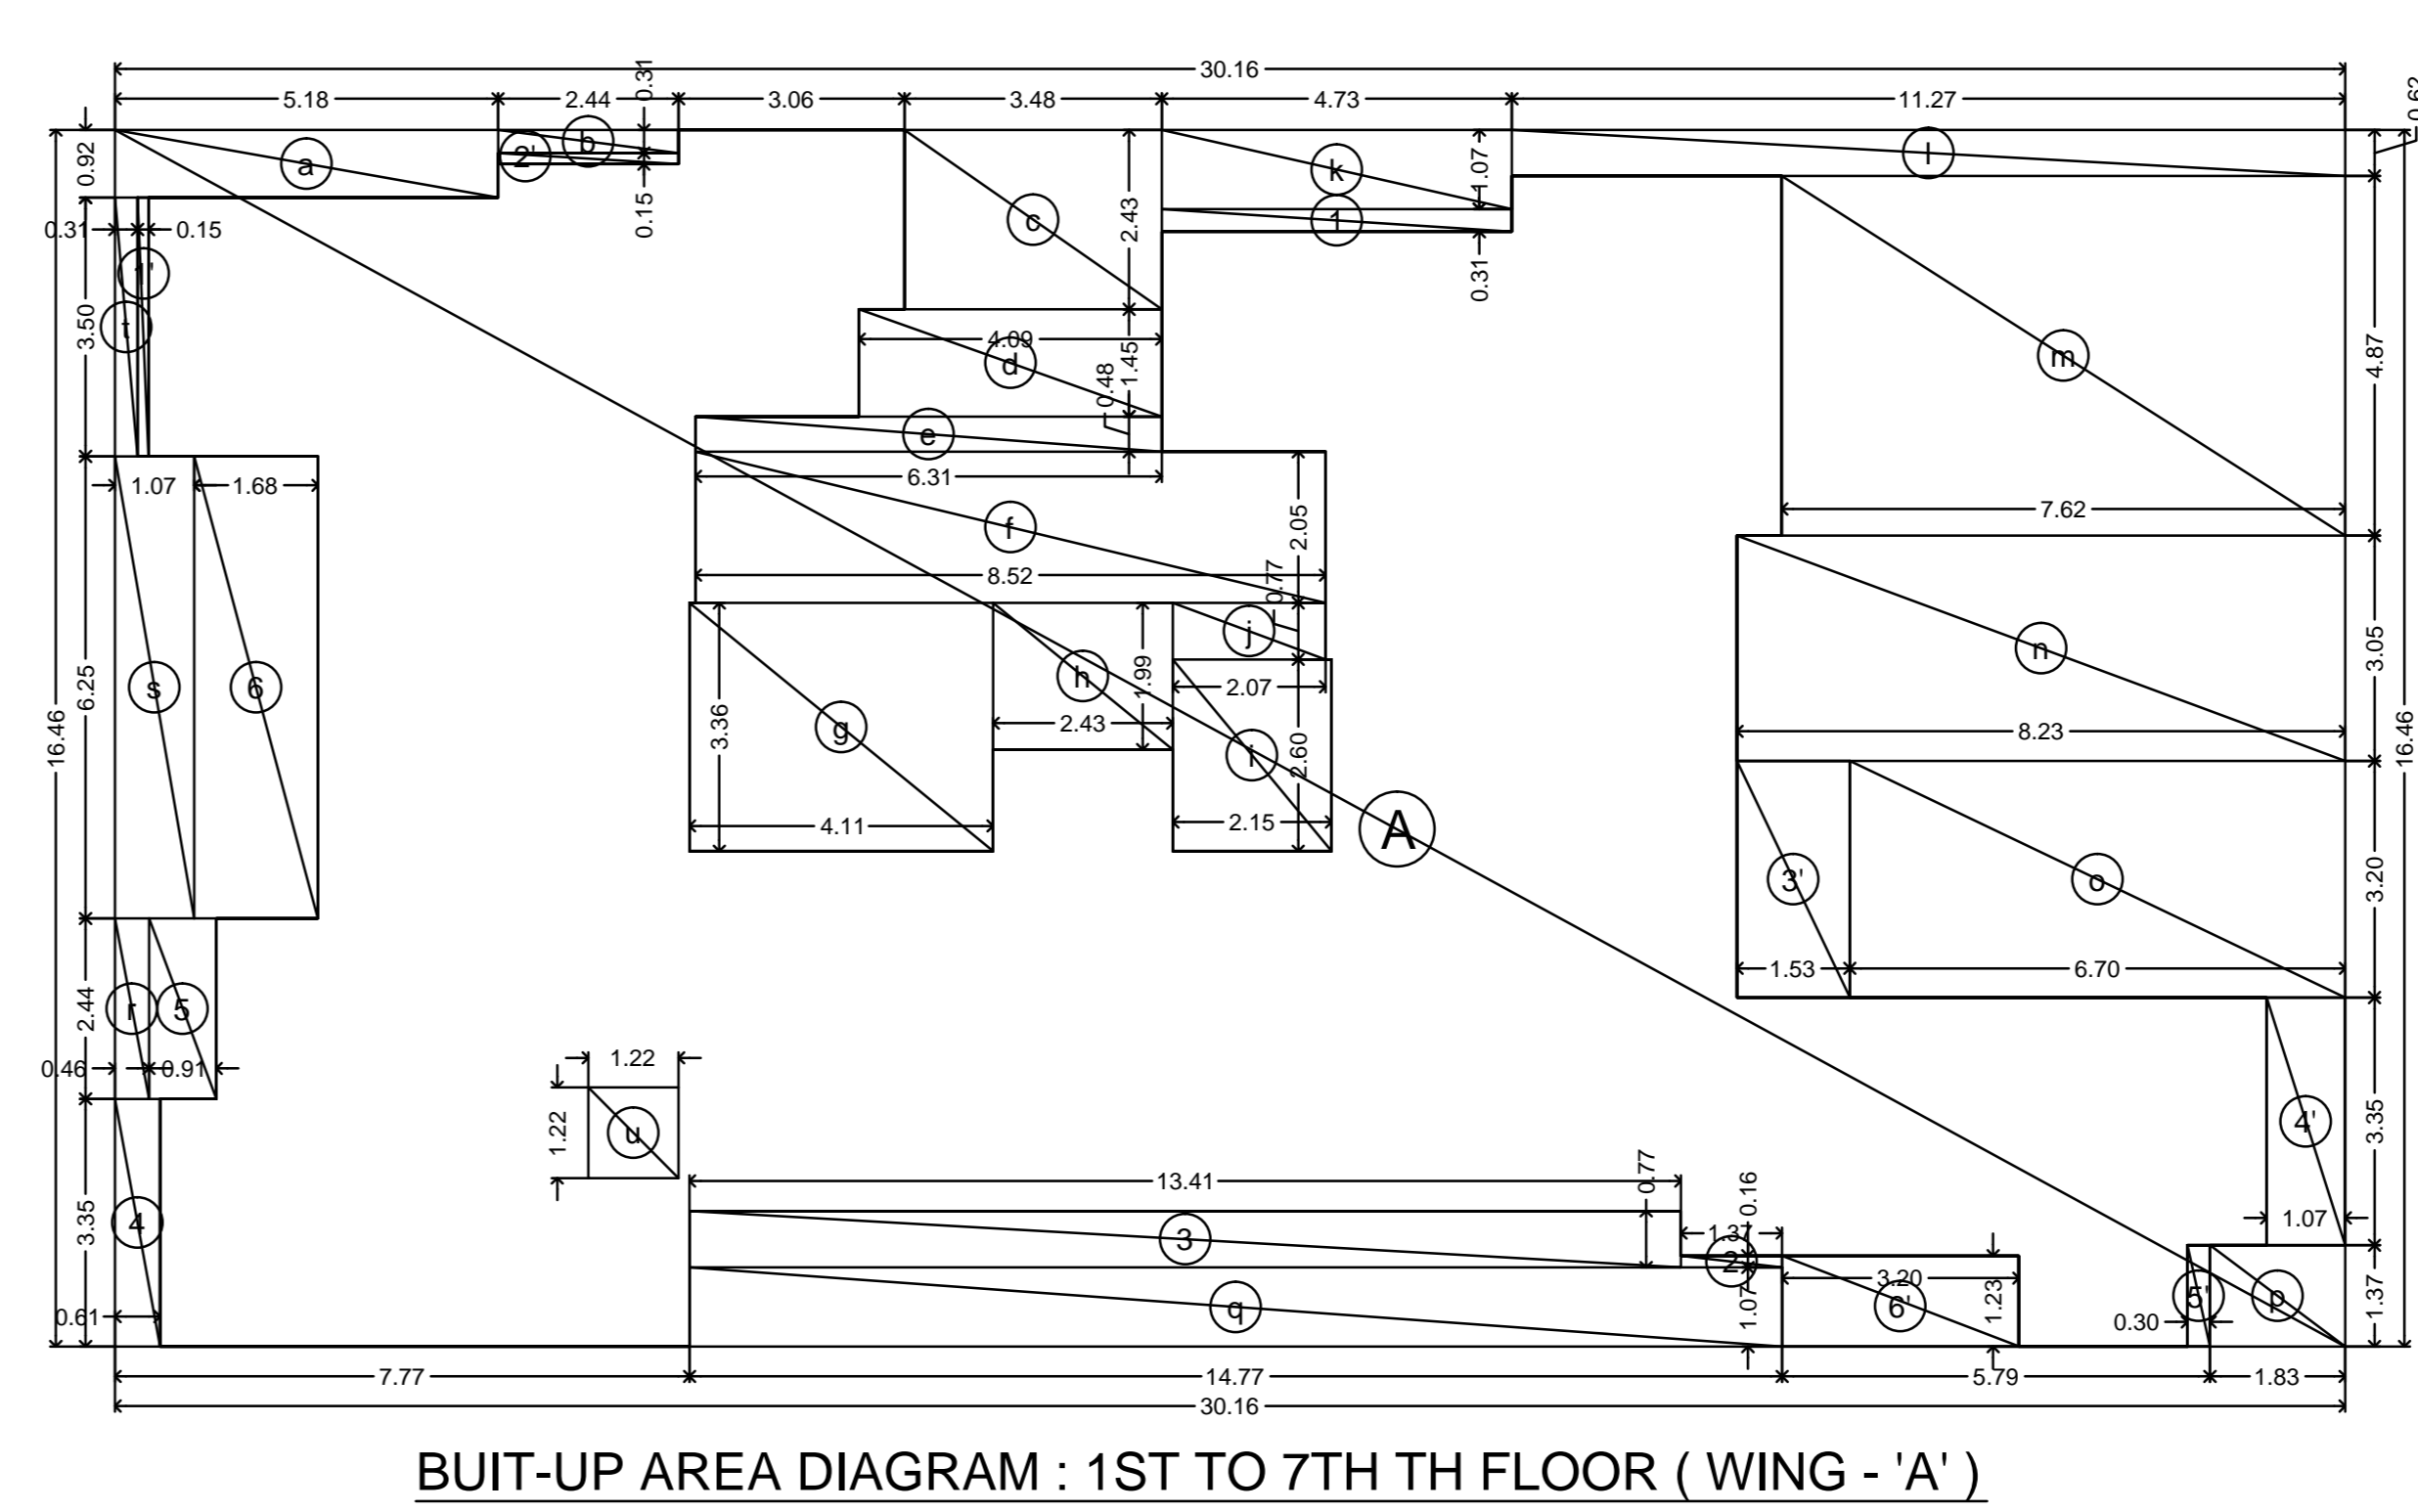 30.16
5.18 2.44 0.31 3.06 3.48 4.73 11.27 0.62
0.92 a 2' b 0.15 2.43 c k 1.07 l
1 0.31
0.31 0.15
1'
3.50 t
4.09
d 1.45 0.48 m 4.87
e
6.31
1.07 1.68 7.62
f 2.05
8.52 0.77
j n 3.05
s 6 6.25 h 1.99 2.07
16.46 3.36 g 2.43 i 2.60 8.23 16.46
4.11 2.15 A
3' o 3.20
1.53 6.70
r 5 2.44
0.46 0.91
1.22
1.22 u 4' 3.35
13.41 0.77 0.16
4 3.35 3 1.37 1.07
2 3.20
0.61 q 1.07 6' 1.23 5' p 1.37
0.30
7.77 14.77 5.79 1.83
30.16
BUIT-UP AREA DIAGRAM : 1ST TO 7TH TH FLOOR ( WING - 'A' )